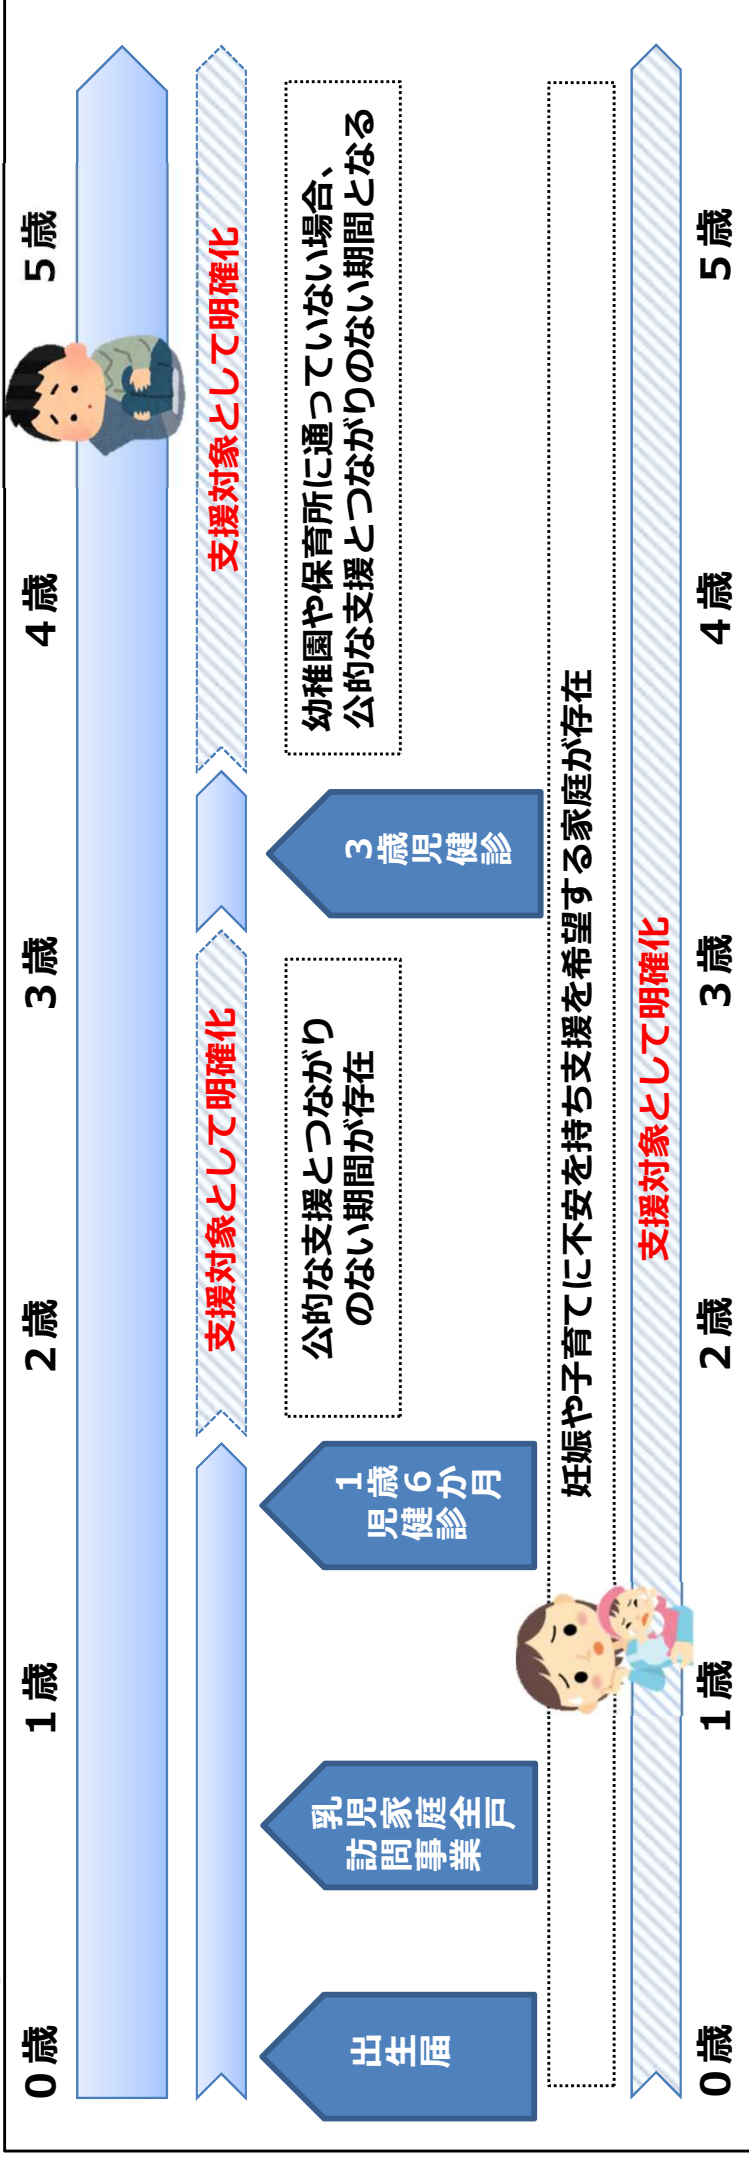 ０歳 １歳 ２歳 ３歳 ４歳 ５歳
支援対象として明確化
支援対象として明確化
公的な支援とつながり
のない期間が存在
幼稚園や保育所に通っていない場合、
公的な支援とつながりのない期間となる
出生届
乳児家庭全戸
訪問事業
１歳６か月
児健診
３歳児健診
妊娠や子育てに不安を持ち支援を希望する家庭が存在
支援対象として明確化
０歳 １歳 ２歳 ３歳 ４歳 ５歳